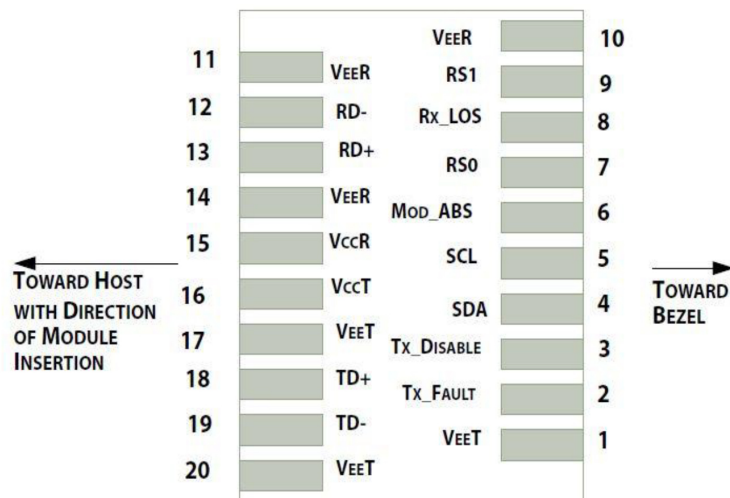 11 VEER
12 RD-
13 RD+
14 VEER
15 VCCR
16 VCCT
17 VEET
18 TD+
19 TD-
20 VEET
VEER 10
RS1 9
RX_LOS 8
RS0 7
MOD_ABS 6
SCL 5
SDA 4
TX_DISABLE 3
TX_FAULT 2
VEET 1
TOWARD HOST
WITH DIRECTION
OF MODULE
INSERTION
TOWARD
BEZEL